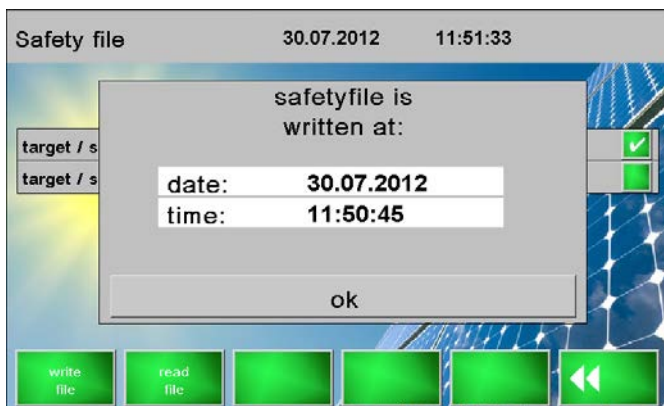 Safety file 30.07.2012 11:51:33
safetyfile is
written at:
target / s
target / s
date: 30.07.2012
time: 11:50:45
ok
write
file
read
file